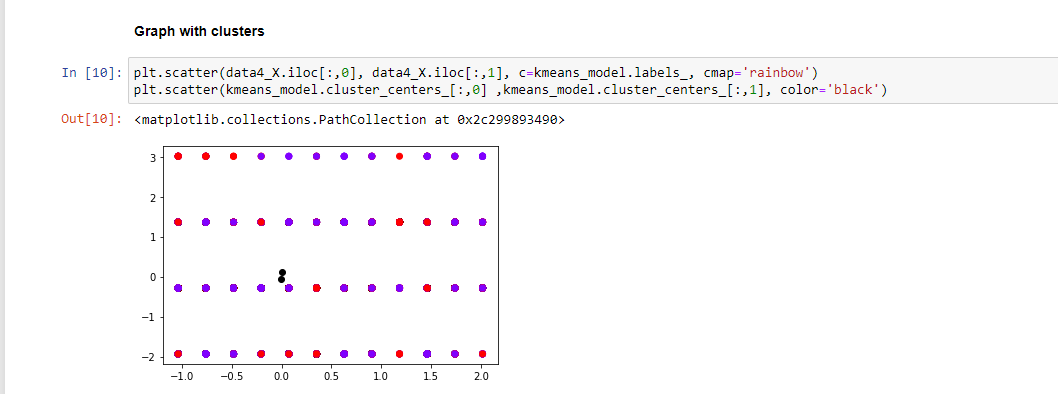 Graph with clusters
In [10]: plt.scatter(data4_X.iloc[:,0], data4_X.iloc[:,1], c=kmeans_model.labels_, cmap='rainbow')
plt.scatter(kmeans_model.cluster_centers_[:,0] ,kmeans_model.cluster_centers_[:,1], color='black')
Out[10]: <matplotlib.collections.PathCollection at 0x2c299893490>
3
2
1
0
−1
−2
−1.0 −0.5 0.0 0.5 1.0 1.5 2.0